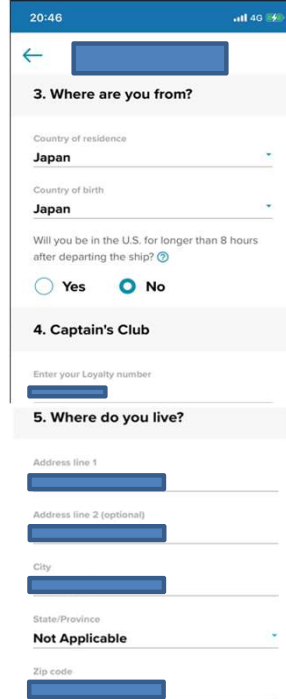 20:46
4G
3. Where are you from?
Country of residence
Japan
Country of birth
Japan
Will you be in the U.S. for longer than 8 hours
after departing the ship?
Yes
No
4. Captain's Club
Enter your Loyalty number
5. Where do you live?
Address line 1
Address line 2 (optional)
City
State/Province
Not Applicable
Zip code